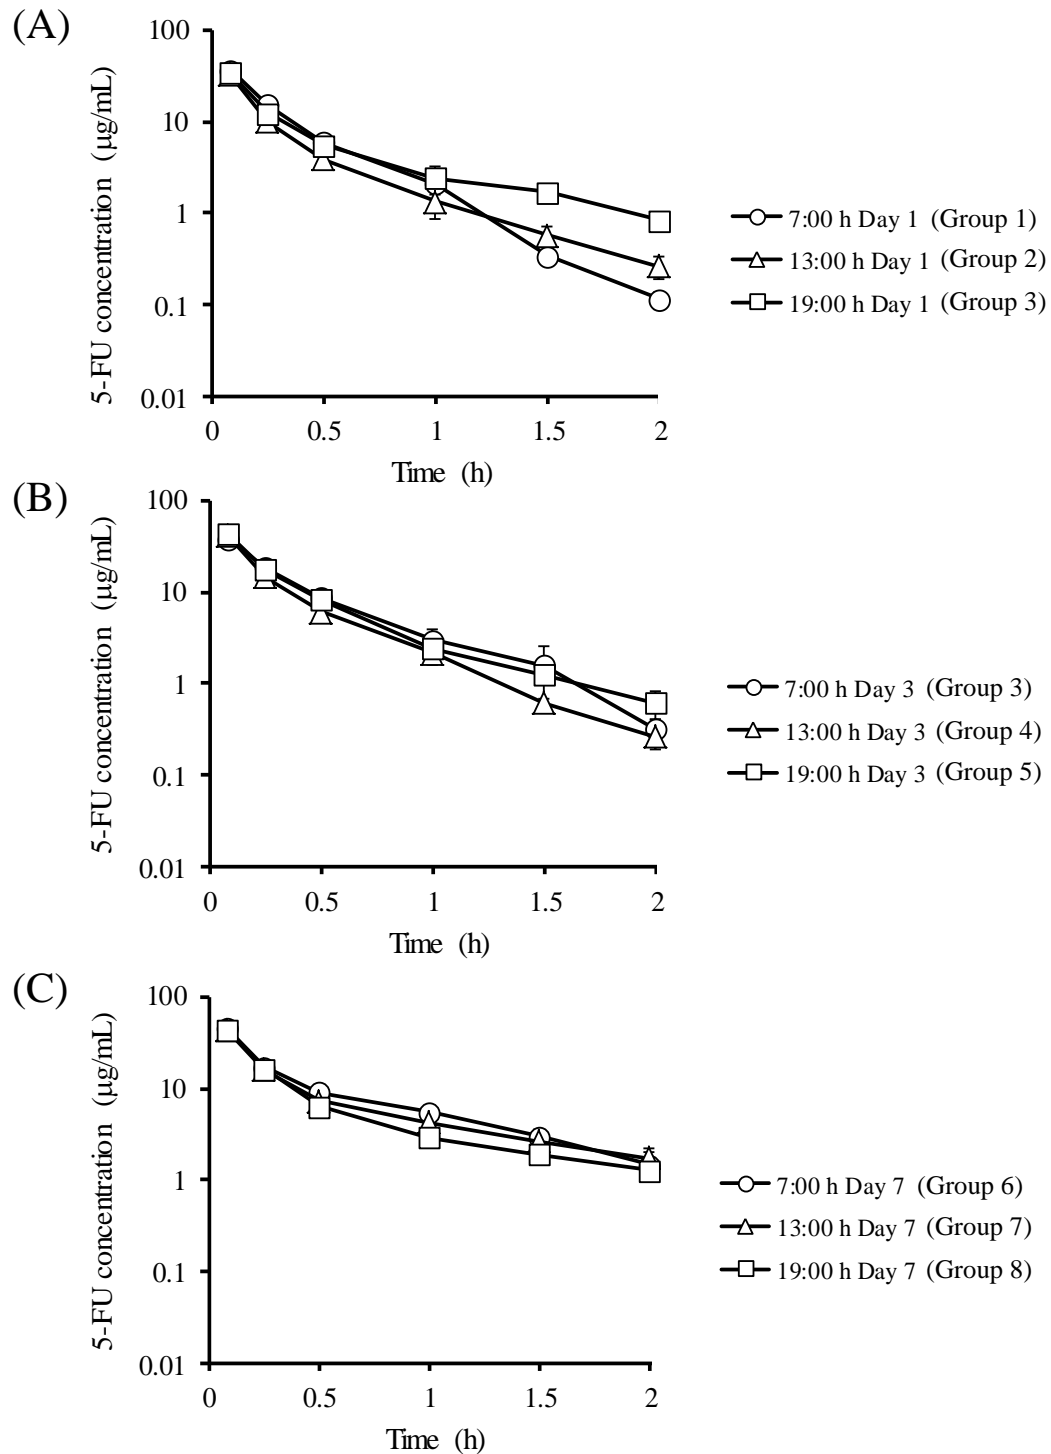 (A)
5-FU concentration (µg/mL)
100
10
1
0.1
0.01
0 0.5 1 1.5 2
Time (h)
7:00 h Day 1 (Group 1)
13:00 h Day 1 (Group 2)
19:00 h Day 1 (Group 3)
(B)
5-FU concentration (µg/mL)
100
10
1
0.1
0.01
0 0.5 1 1.5 2
Time (h)
7:00 h Day 3 (Group 3)
13:00 h Day 3 (Group 4)
19:00 h Day 3 (Group 5)
(C)
5-FU concentration (µg/mL)
100
10
1
0.1
0.01
0 0.5 1 1.5 2
Time (h)
7:00 h Day 7 (Group 6)
13:00 h Day 7 (Group 7)
19:00 h Day 7 (Group 8)